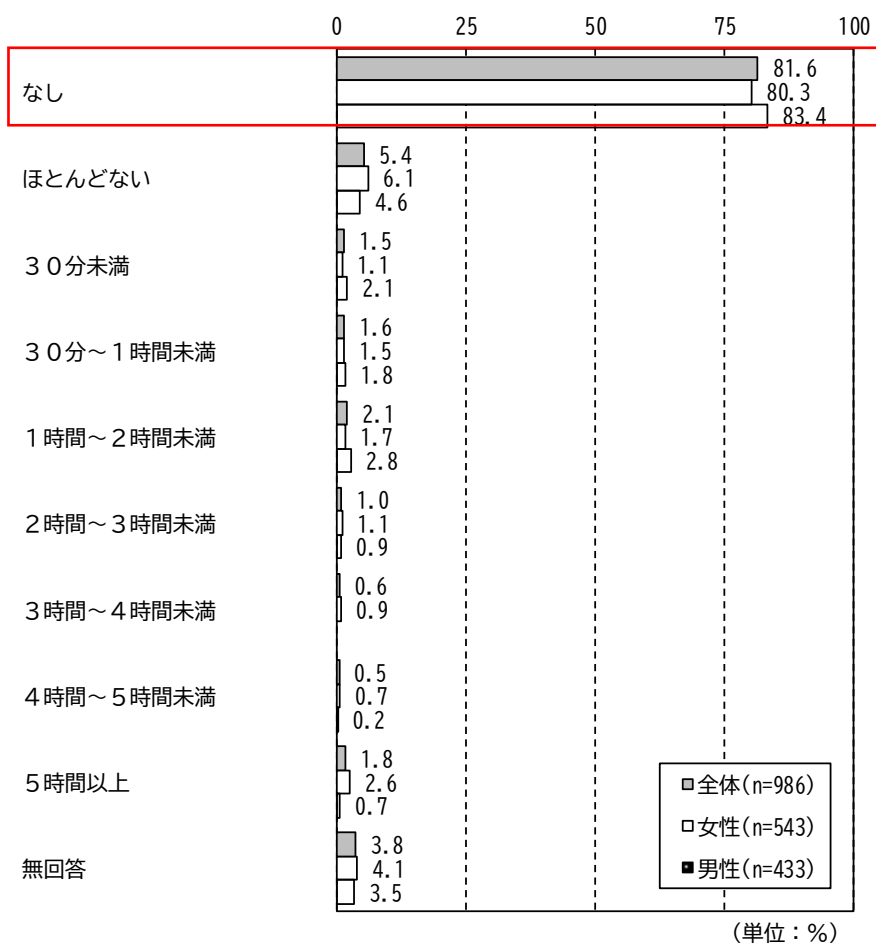 0 25 50 75 100
なし
81.6
80.3
83.4
ほとんどない
5.4
6.1
4.6
３０分未満
1.5
1.1
2.1
３０分～１時間未満
1.6
1.5
1.8
１時間～２時間未満
2.1
1.7
2.8
２時間～３時間未満
1.0
1.1
0.9
３時間～４時間未満
0.6
0.9
４時間～５時間未満
0.5
0.7
0.2
５時間以上
1.8
2.6
0.7
無回答
3.8
4.1
3.5
全体(n=986)
女性(n=543)
男性(n=433)
(単位：%)